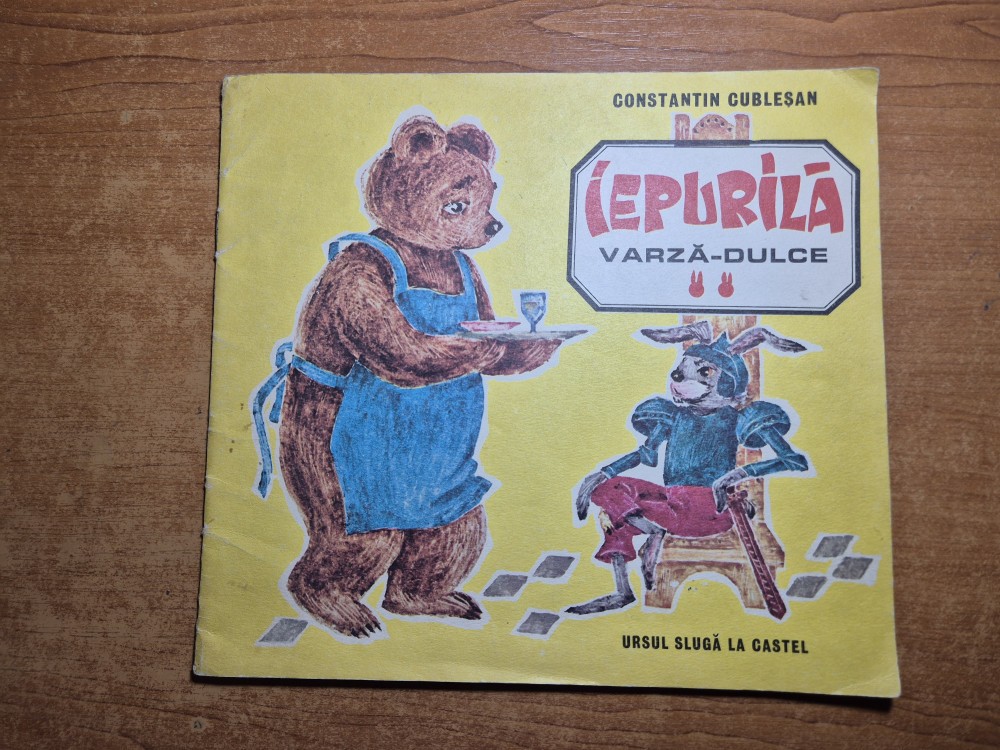 CONSTANTIN CUBLEȘAN
IEPURILĂ
VARZĂ-DULCE
URSUL SLUGĂ LA CASTEL